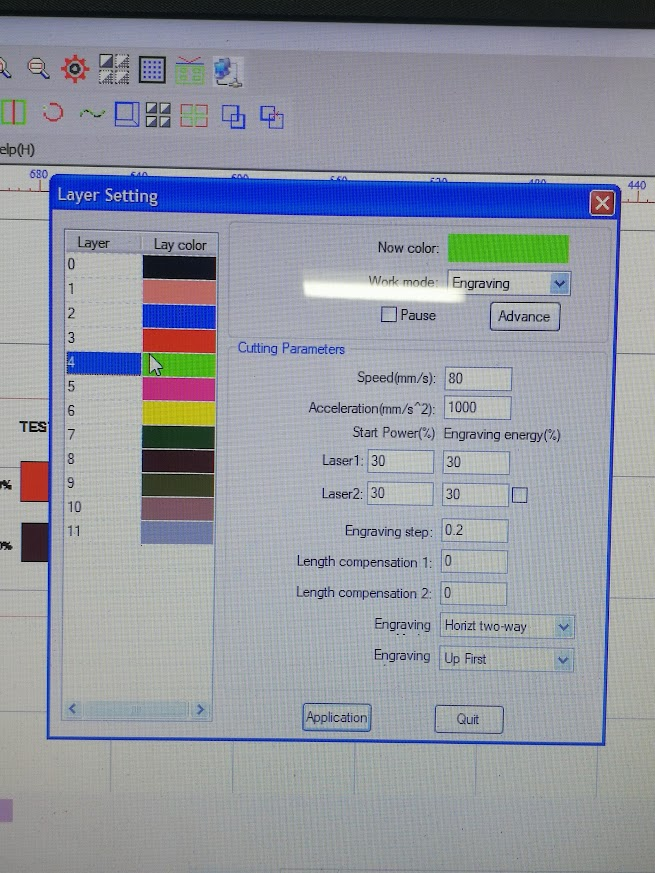 elp(H)
680 640 600 560 520 480 440
Layer Setting
Layer Lay color
0
1
2
3
4
5
6
7
8
9
10
11
Now color:
Work mode: Engraving
Pause Advance
Cutting Parameters
Speed(mm/s): 80
Acceleration(mm/s^2): 1000
Start Power(%) Engraving energy(%)
Laser1: 30 30
Laser2: 30 30
Engraving step: 0.2
Length compensation 1: 0
Length compensation 2: 0
Engraving Horizt two-way
Engraving Up First
Application Quit
TES
%
%